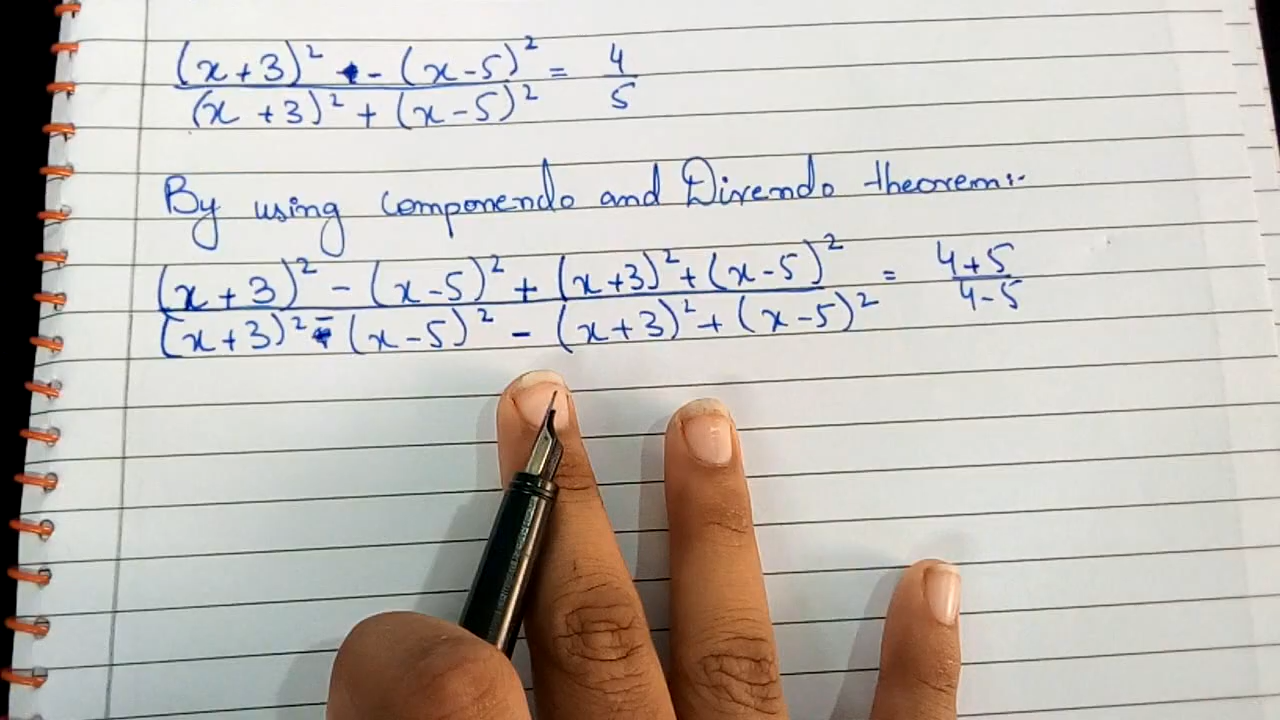 (x+3)² - (x-5)² = 4
(x+3)² + (x-5)² 5
By using componendo and Divendo theorem:-
(x+3)² - (x-5)² + (x+3)² + (x-5)² = 4+5
(x+3)² - (x-5)² - (x+3)² + (x-5)² 4-5